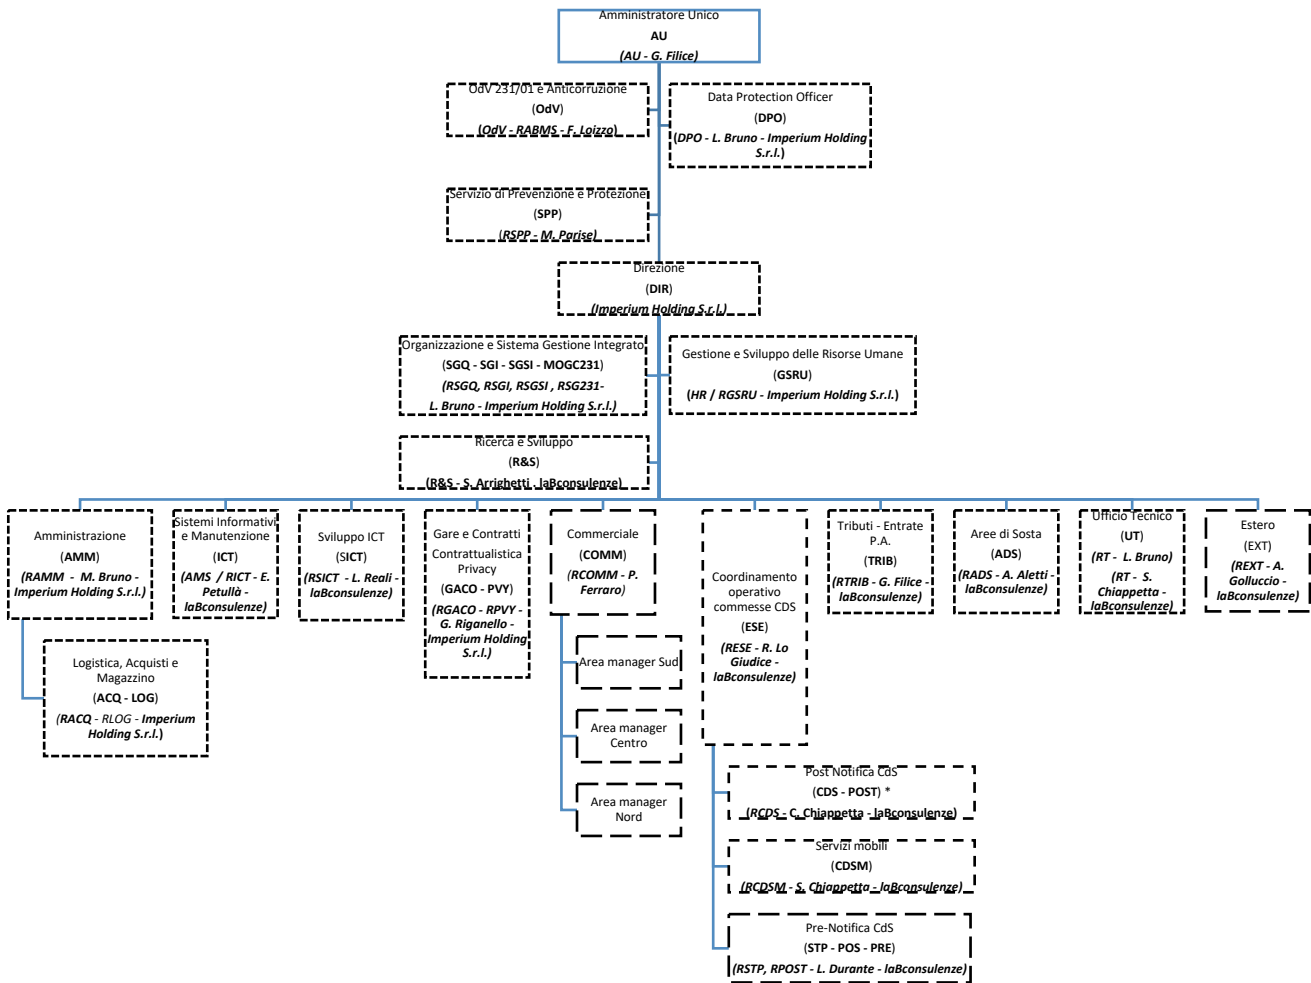 Amministratore Unico
AU
(AU - G. Filice)
OdV 231/01 e Anticorruzione
(OdV)
(OdV - RABMS - F. Loizzo)
Data Protection Officer
(DPO)
(DPO - L. Bruno - Imperium Holding
S.r.l.)
Servizio di Prevenzione e Protezione
(SPP)
(RSPP - M. Parise)
Direzione
(DIR)
(Imperium Holding S.r.l.)
Organizzazione e Sistema Gestione Integrato
(SGQ - SGI - SGSI - MOGC231)
(RSGQ, RSGI, RSGSI , RSG231-
L. Bruno - Imperium Holding S.r.l.)
Gestione e Sviluppo delle Risorse Umane
(GSRU)
(HR / RGSRU - Imperium Holding S.r.l.)
Ricerca e Sviluppo
(R&S)
(R&S - S. Arrighetti . laBconsulenze)
Amministrazione
(AMM)
(RAMM - M. Bruno -
Imperium Holding S.r.l.)
Logistica, Acquisti e
Magazzino
(ACQ - LOG)
(RACQ - RLOG - Imperium
Holding S.r.l.)
Sistemi Informativi
e Manutenzione
(ICT)
(AMS / RICT - E.
Petullà -
laBconsulenze)
Sviluppo ICT
(SICT)
(RSICT - L. Reali -
laBconsulenze)
Gare e Contratti
Contrattualistica
Privacy
(GACO - PVY)
(RGACO - RPVY -
G. Riganello -
Imperium Holding
S.r.l.)
Commerciale
(COMM)
(RCOMM - P.
Ferraro)
Area manager Sud
Area manager
Centro
Area manager
Nord
Coordinamento
operativo
commesse CDS
(ESE)
(RESE - R. Lo
Giudice -
laBconsulenze)
Post Notifica CdS
(CDS - POST) *
(RCDS - C. Chiappetta - laBconsulenze)
Servizi mobili
(CDSM)
(RCDSM - S. Chiappetta - laBconsulenze)
Pre-Notifica CdS
(STP - POS - PRE)
(RSTP, RPOST - L. Durante - laBconsulenze)
Tributi - Entrate
P.A.
(TRIB)
(RTRIB - G. Filice -
laBconsulenze)
Aree di Sosta
(ADS)
(RADS - A. Aletti -
laBconsulenze)
Ufficio Tecnico
(UT)
(RT - L. Bruno)
(RT - S.
Chiappetta -
laBconsulenze)
Estero
(EXT)
(REXT - A.
Golluccio -
laBconsulenze)